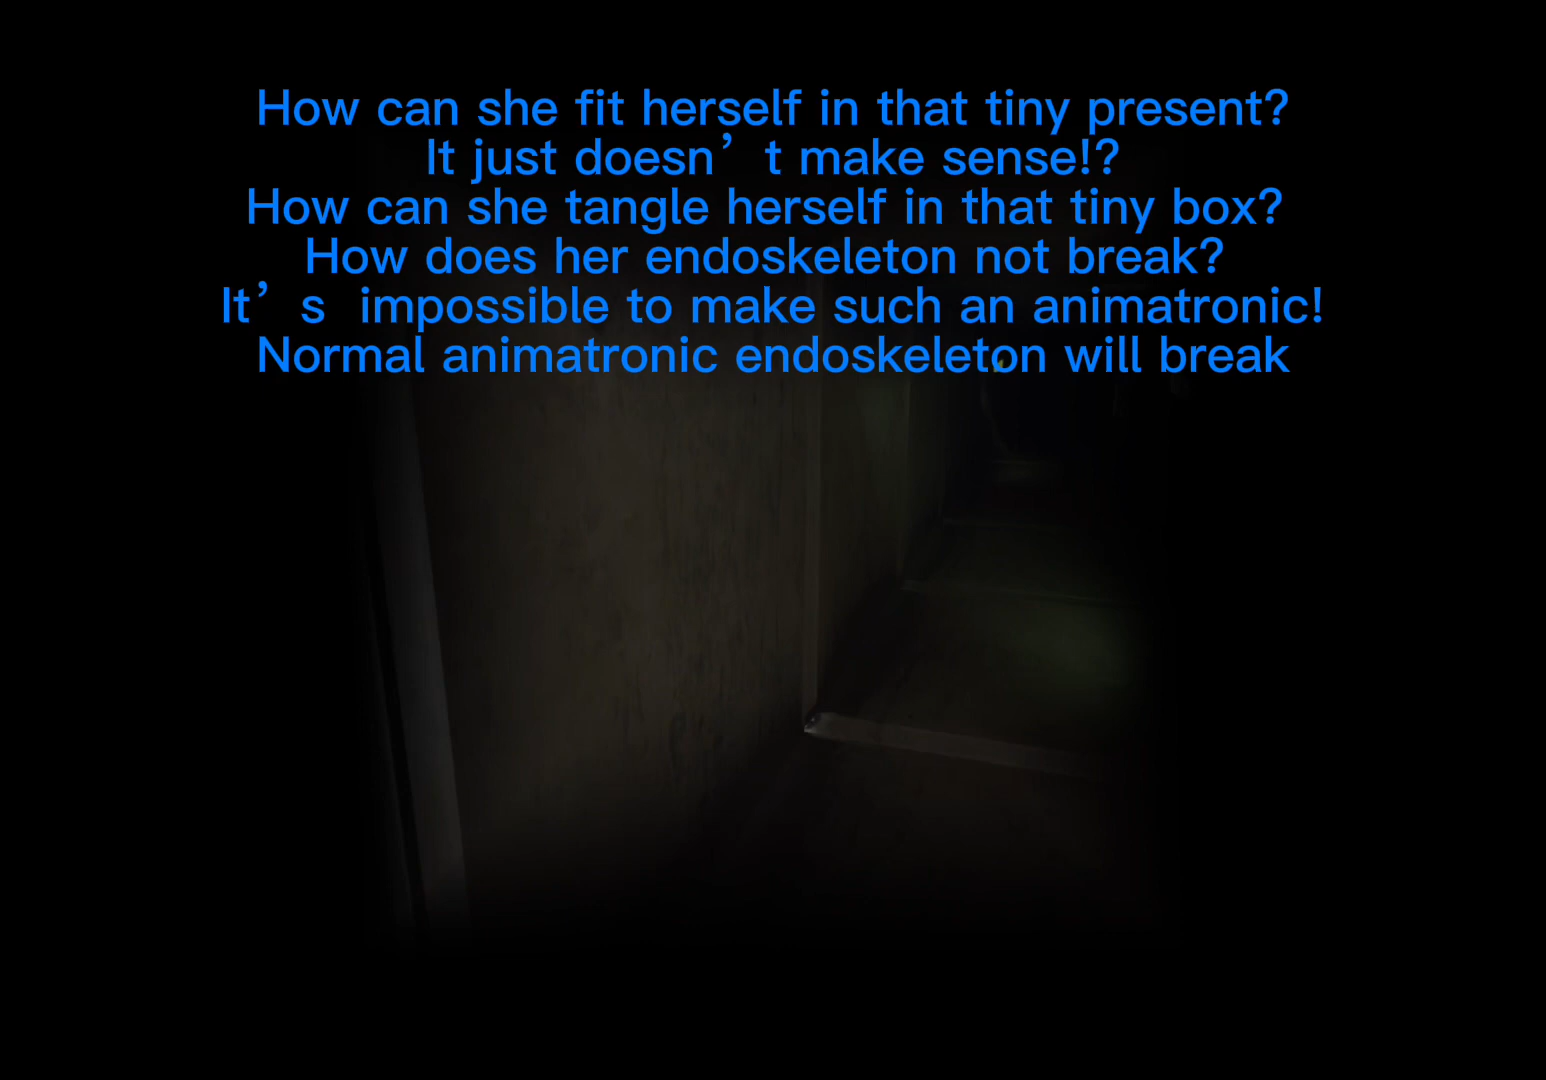 How can she fit herself in that tiny present?
It just doesn’t make sense!?
How can she tangle herself in that tiny box?
How does her endoskeleton not break?
It’s  impossible to make such an animatronic!
Normal animatronic endoskeleton will break